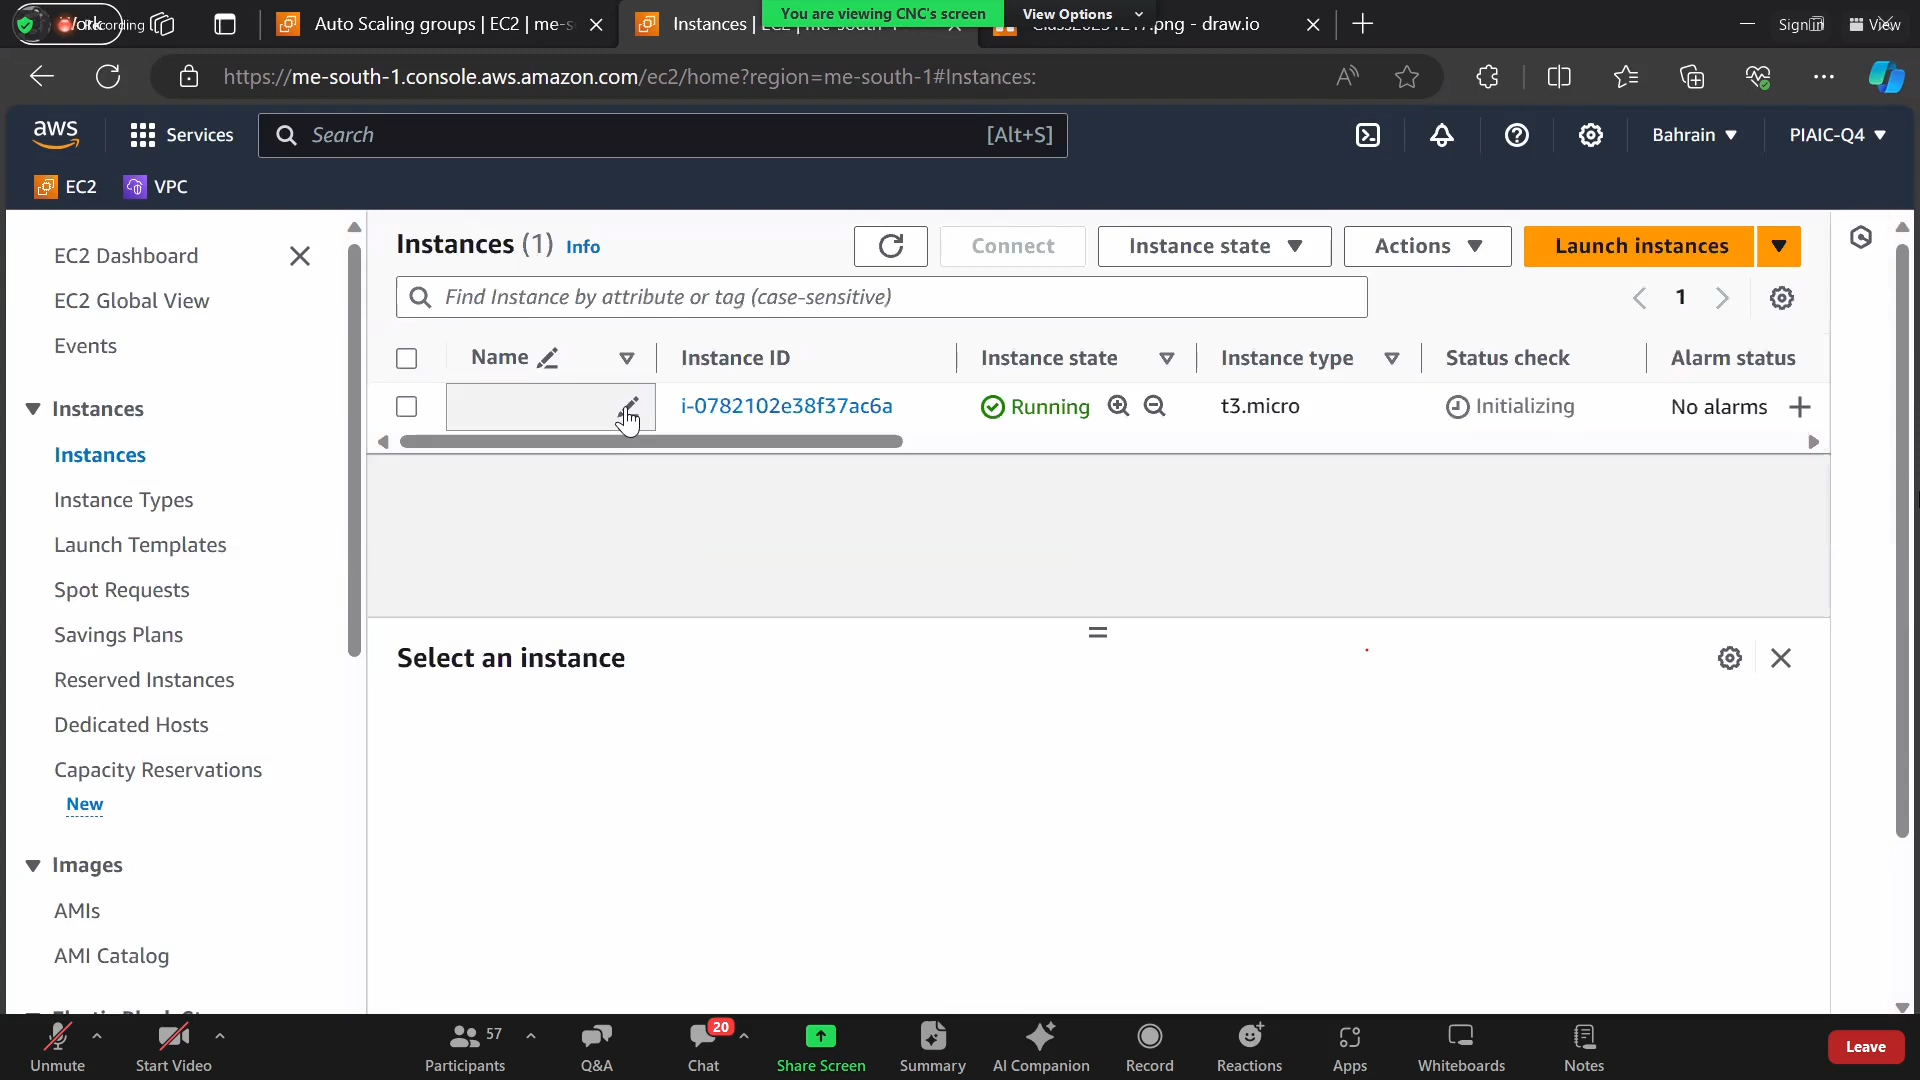 Work
Recording
Auto Scaling groups | EC2 | me-s
Instances |
You are viewing CNC's screen
View Options
.png - draw.io
Sign in
View
https://me-south-1.console.aws.amazon.com/ec2/home?region=me-south-1#Instances:
aws
Services
Search
[Alt+S]
Bahrain
PIAIC-Q4
EC2
VPC
EC2 Dashboard
EC2 Global View
Events
Instances
Instances
Instance Types
Launch Templates
Spot Requests
Savings Plans
Reserved Instances
Dedicated Hosts
Capacity Reservations
New
Images
AMIs
AMI Catalog
Instances (1) Info
Connect
Instance state
Actions
Launch instances
Find Instance by attribute or tag (case-sensitive)
1
Name
Instance ID
Instance state
Instance type
Status check
Alarm status
i-0782102e38f37ac6a
Running
t3.micro
Initializing
No alarms
Select an instance
Unmute
Start Video
57
Participants
Q&A
20
Chat
Share Screen
Summary
AI Companion
Record
Reactions
Apps
Whiteboards
Notes
Leave